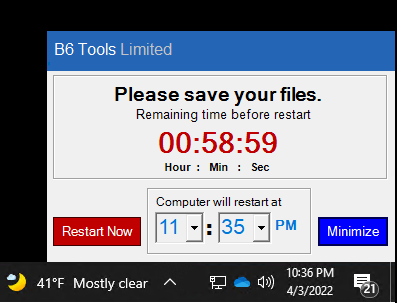 B6 Tools Limited
Please save your files.
Remaining time before restart
00:58:59
Hour : Min : Sec
Computer will restart at
Restart Now
11 : 35 PM
Minimize
41°F Mostly clear
10:36 PM
4/3/2022
21